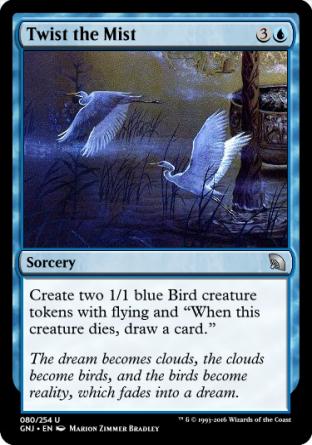 Twist the Mist 3
Sorcery
Create two 1/1 blue Bird creature
tokens with flying and “When this
creature dies, draw a card.”
The dream becomes clouds, the clouds
become birds, and the birds become
reality, which fades into a dream.
080/254 U
GNJ • EN Marion Zimmer Bradley
™ & © 1993-2016 Wizards of the Coast